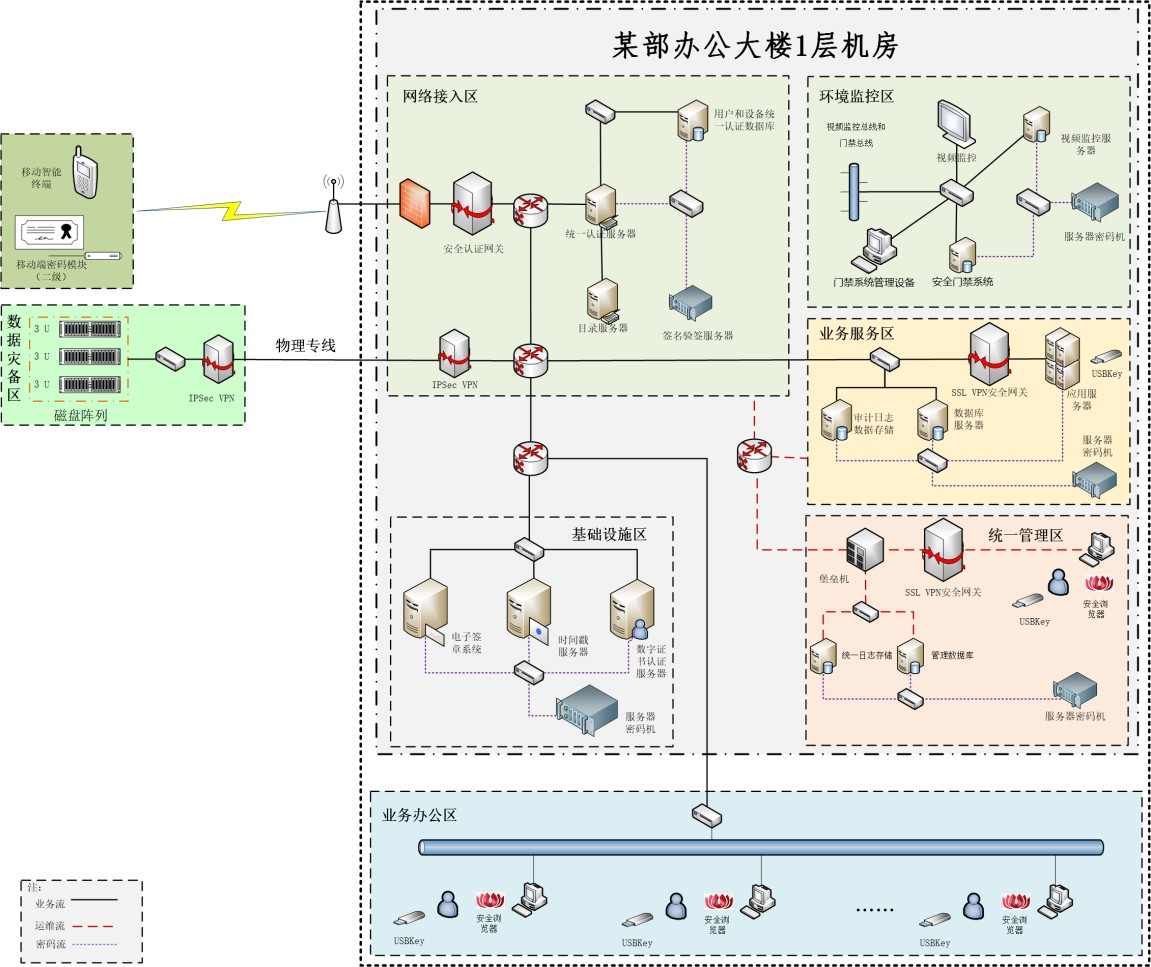 某部办公大楼1层机房
网络接入区
用户和设备统
一认证数据库
安全认证网关
统一认证服务器
目录服务器
签名验签服务器
IPSec VPN
环境监控区
视频监控总线和
门禁总线
视频监控
视频监控服
务器
服务器密码机
门禁系统管理设备
安全门禁系统
移动智能
终端
移动端密码模块
（二级）
数据灾备区
3 U
3 U
3 U
磁盘阵列
IPSec VPN
物理专线
业务服务区
SSL VPN安全网关
USBKey
应用服
务器
审计日志
数据存储
数据库
服务器
服务器
密码机
基础设施区
电子签
章系统
时间戳
服务器
数字证
书认证
服务器
服务器
密码机
统一管理区
堡垒机
SSL VPN安全网关
USBKey
安全浏
览器
统一日志存储
管理数据库
服务器密码机
业务办公区
USBKey
安全浏
览器
USBKey
安全浏
览器
……
USBKey
安全浏
览器
注：
业务流
运维流
密码流